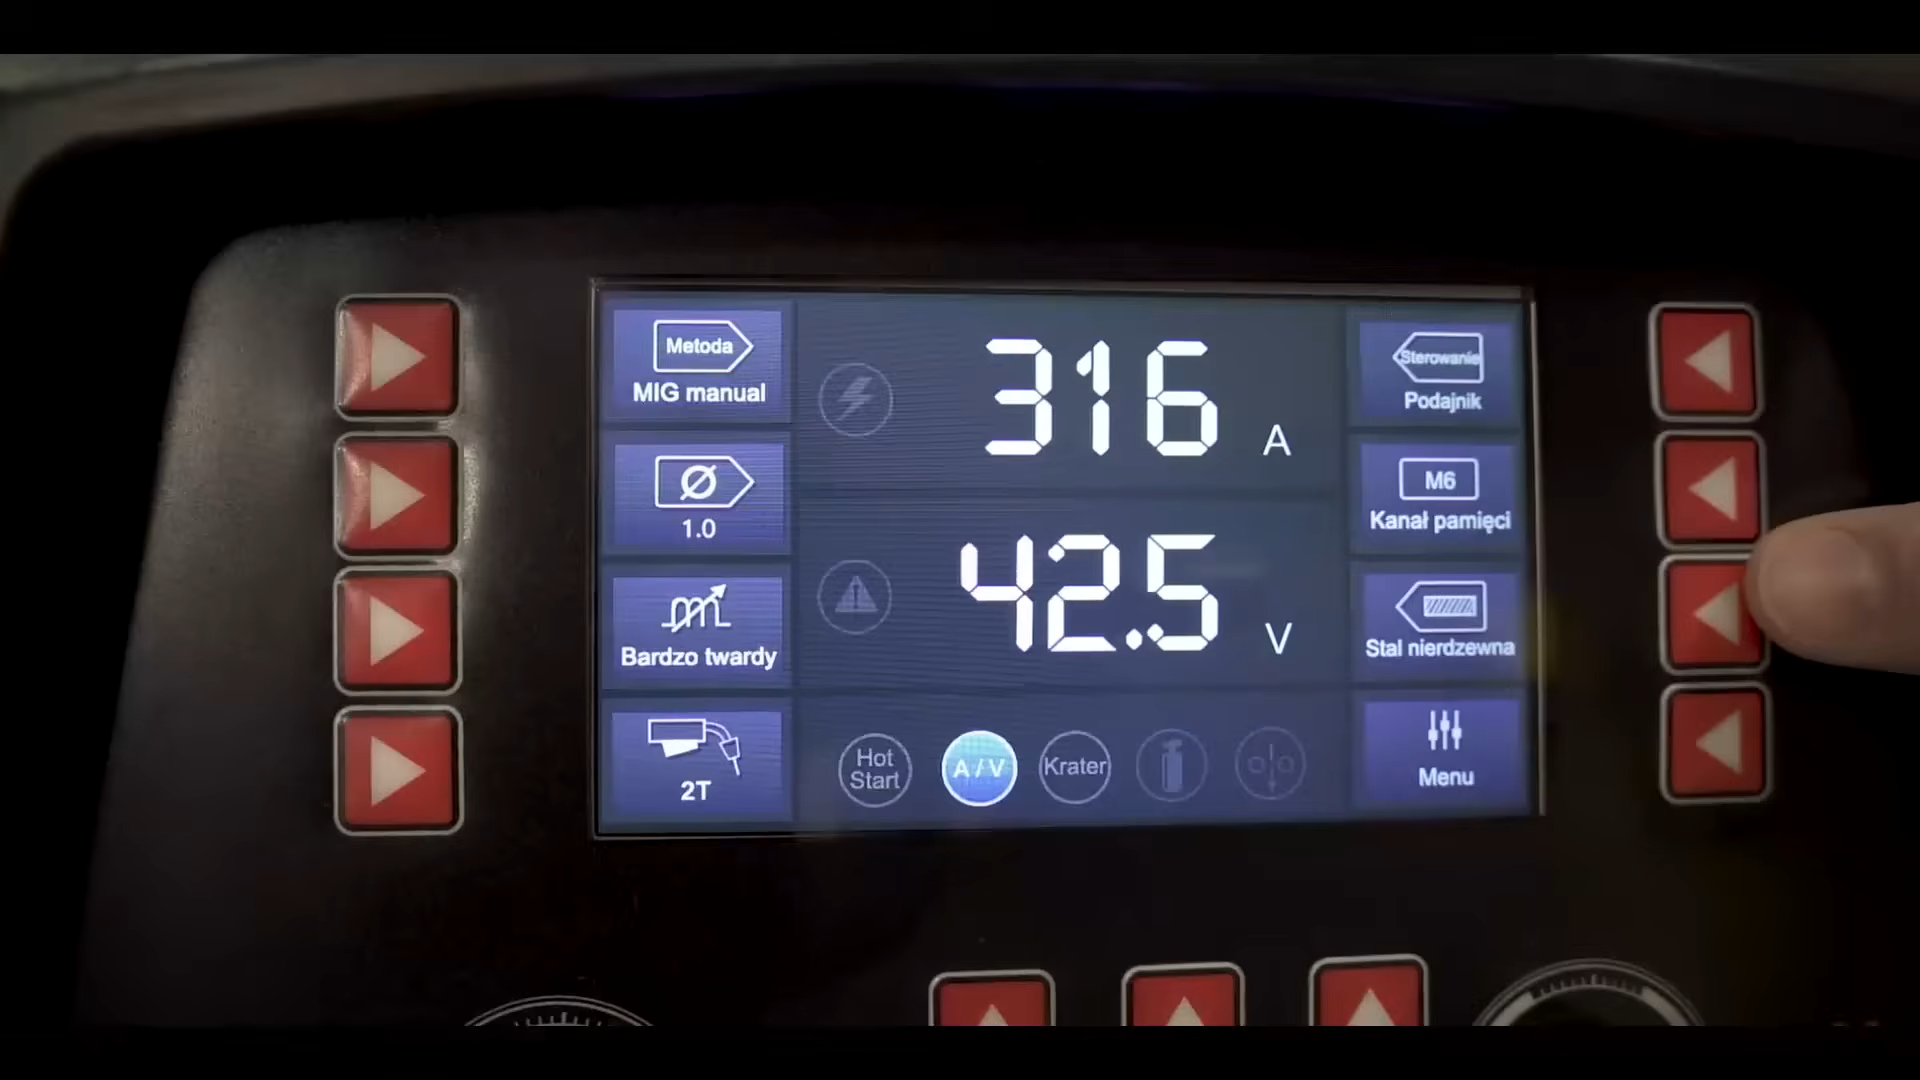 Metoda
MIG manual
Ø
1.0
Bardzo twardy
2T
316 A
42.5 V
Hot
Start
A/V
Krater
Sterowanie
Podajnik
M6
Kanał pamięci
Stal nierdzewna
Menu